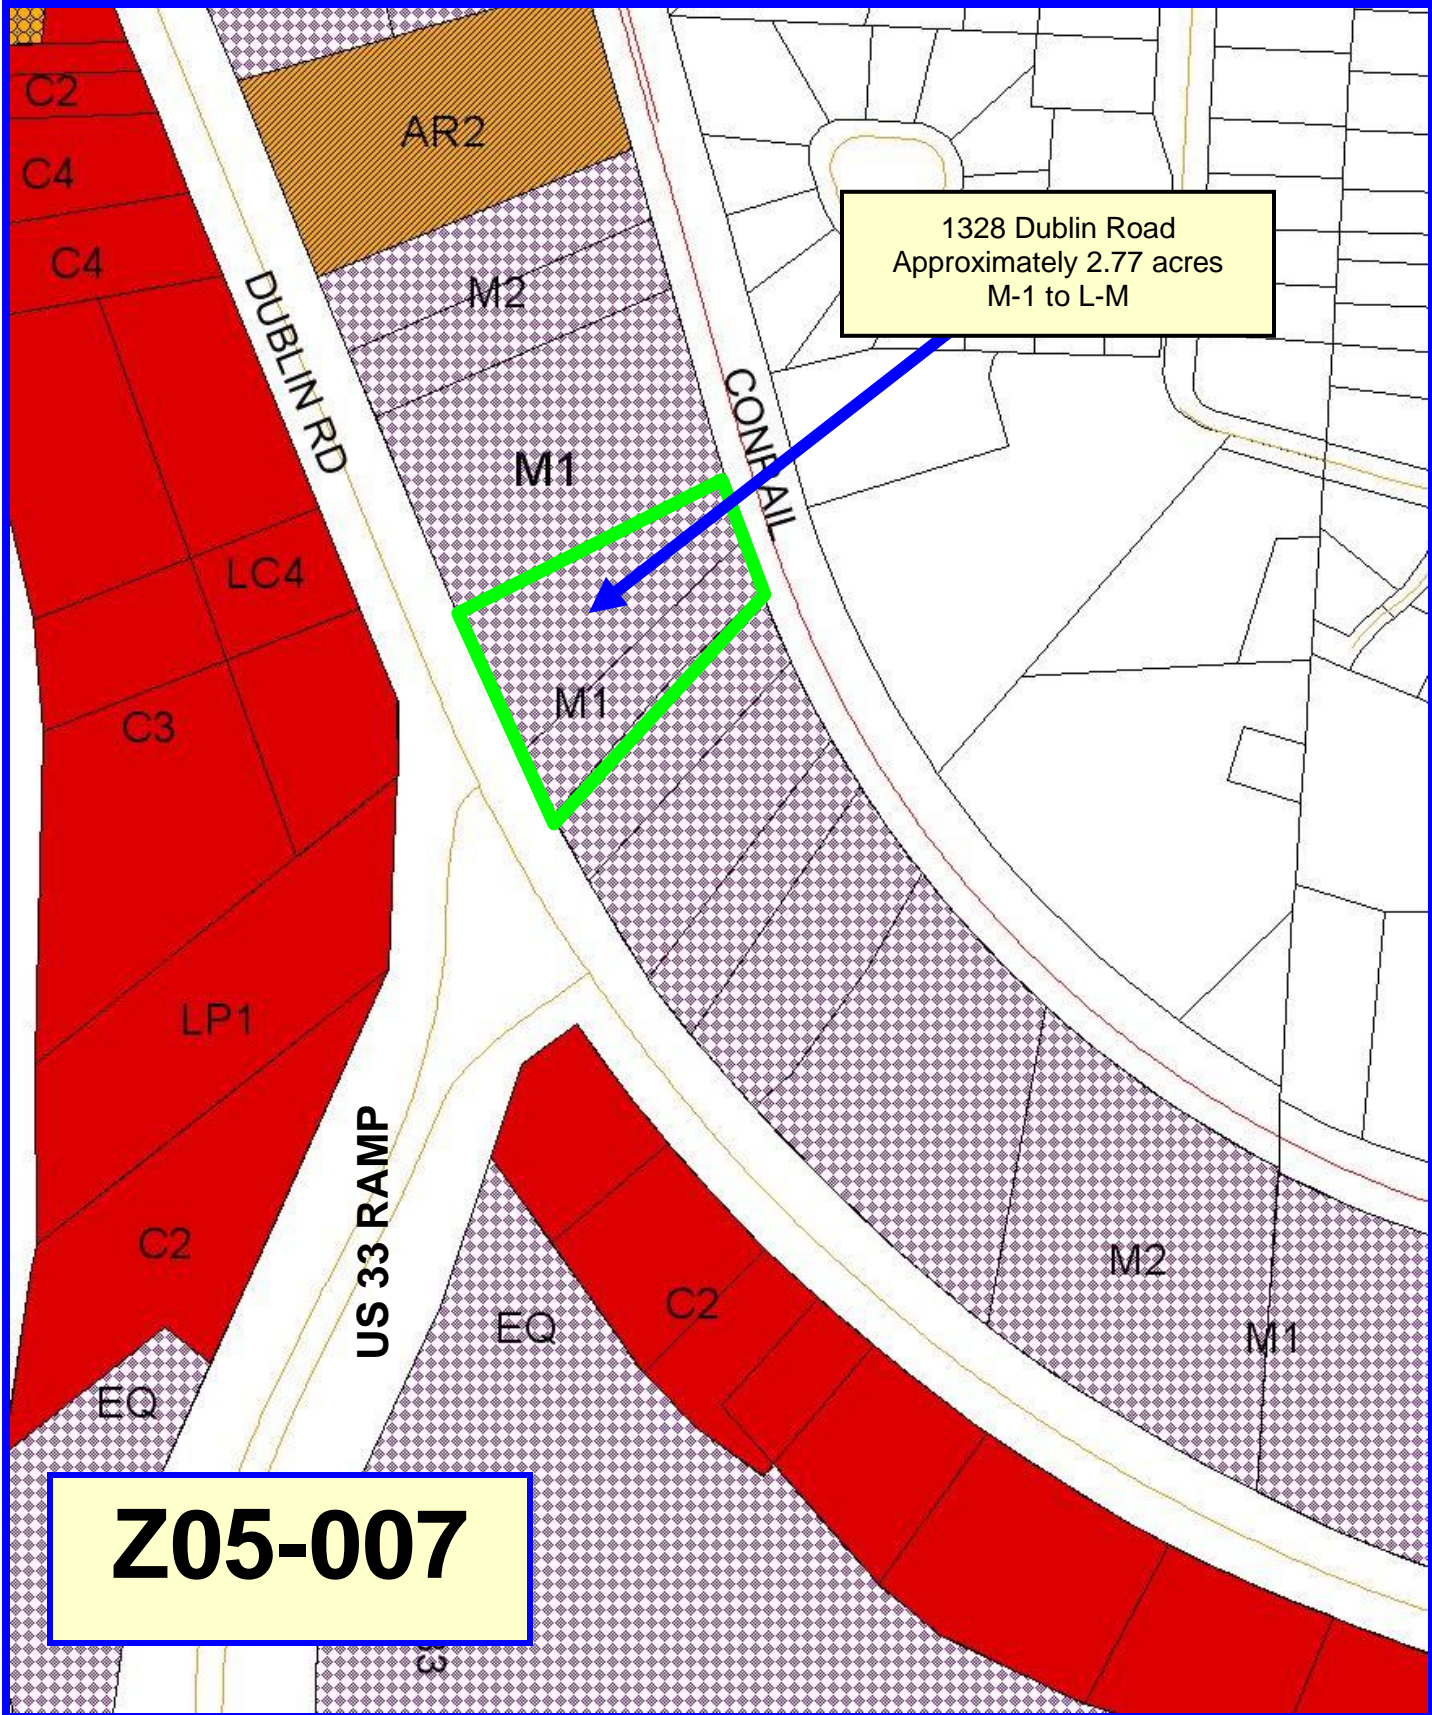 C2
AR2
C4
C4
M2
DUBLIN RD
1328 Dublin Road
Approximately 2.77 acres
M-1 to L-M
CONRAIL
M1
LC4
M1
C3
LP1
US 33 RAMP
C2
EQ
C2
M2
M1
EQ
Z05-007
33